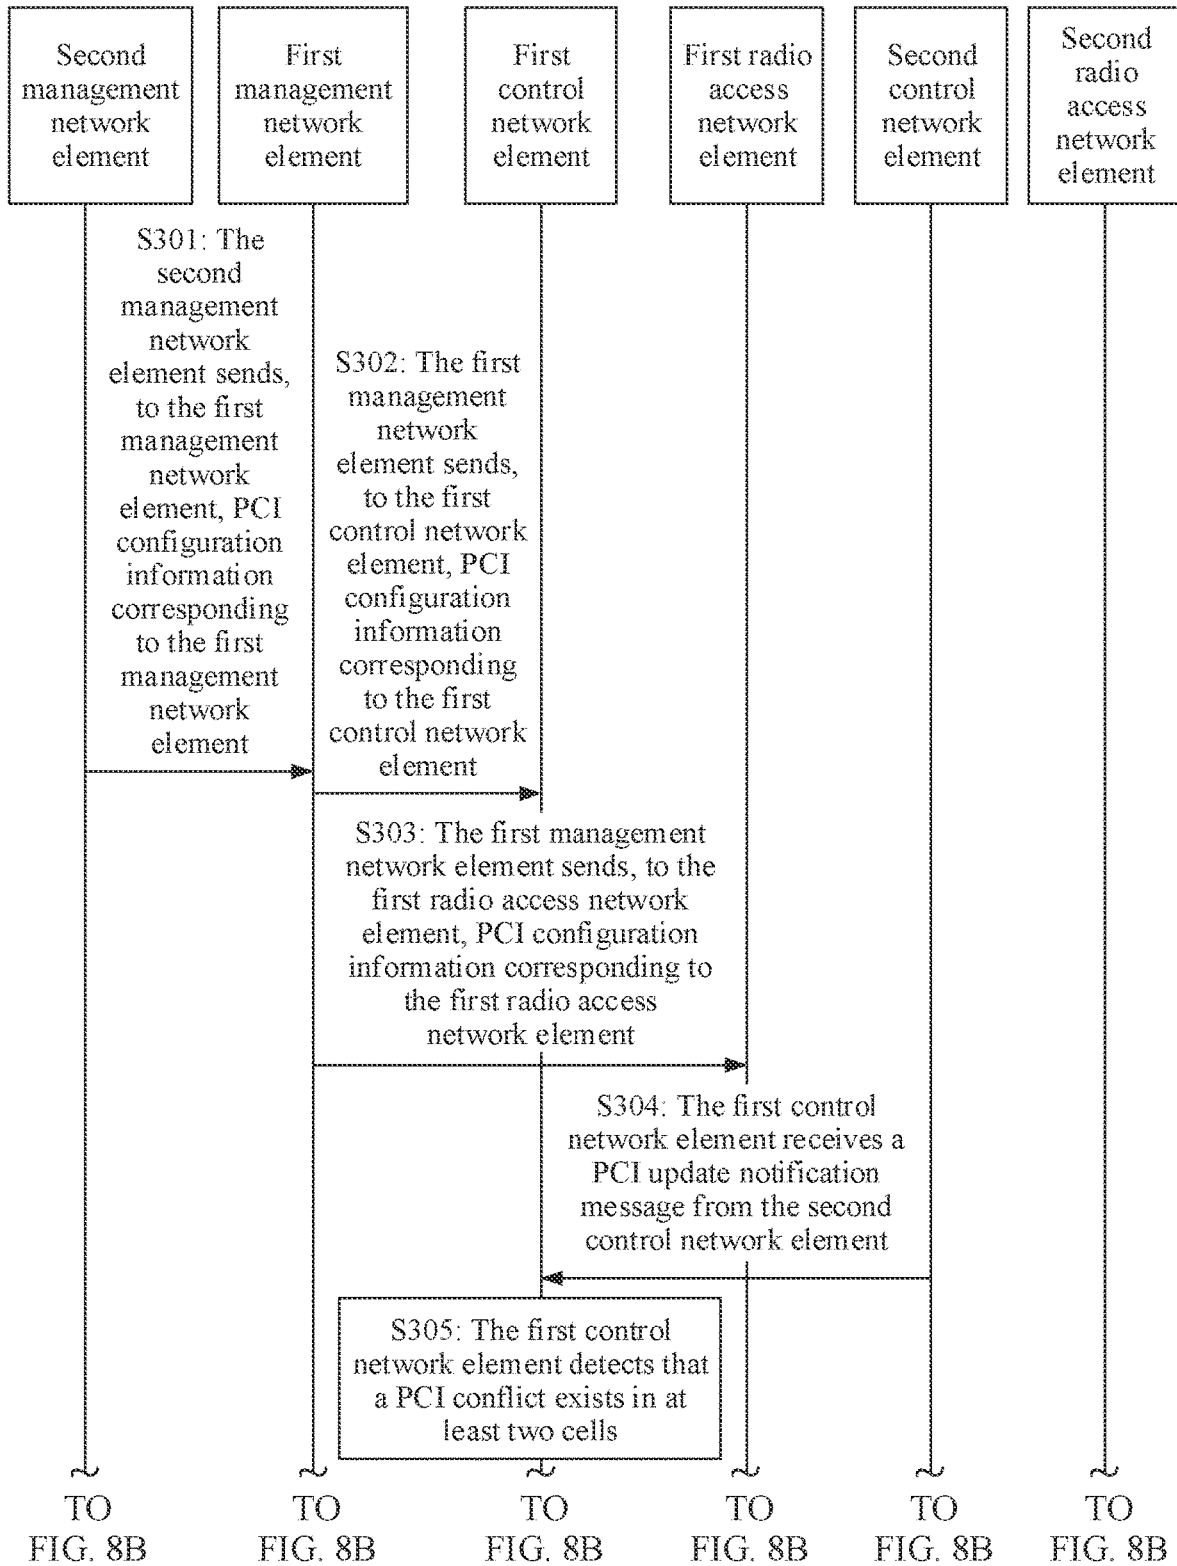 Second
management
network
element
First
management
network
element
First
control
network
element
First radio
access
network
element
Second
control
network
element
Second
radio
access
network
element
S301: The
second
management
network
element sends,
to the first
management
network
element, PCI
configuration
information
corresponding
to the first
management
network
element
S302: The first
management
network
element sends,
to the first
control network
element, PCI
configuration
information
corresponding
to the first
control network
element
S303: The first management
network element sends, to the
first radio access network
element, PCI configuration
information corresponding to
the first radio access
network element
S304: The first control
network element receives a
PCI update notification
message from the second
control network element
S305: The first control
network element detects that
a PCI conflict exists in at
least two cells
TO
FIG. 8B
TO
FIG. 8B
TO
FIG. 8B
TO
FIG. 8B
TO
FIG. 8B
TO
FIG. 8B